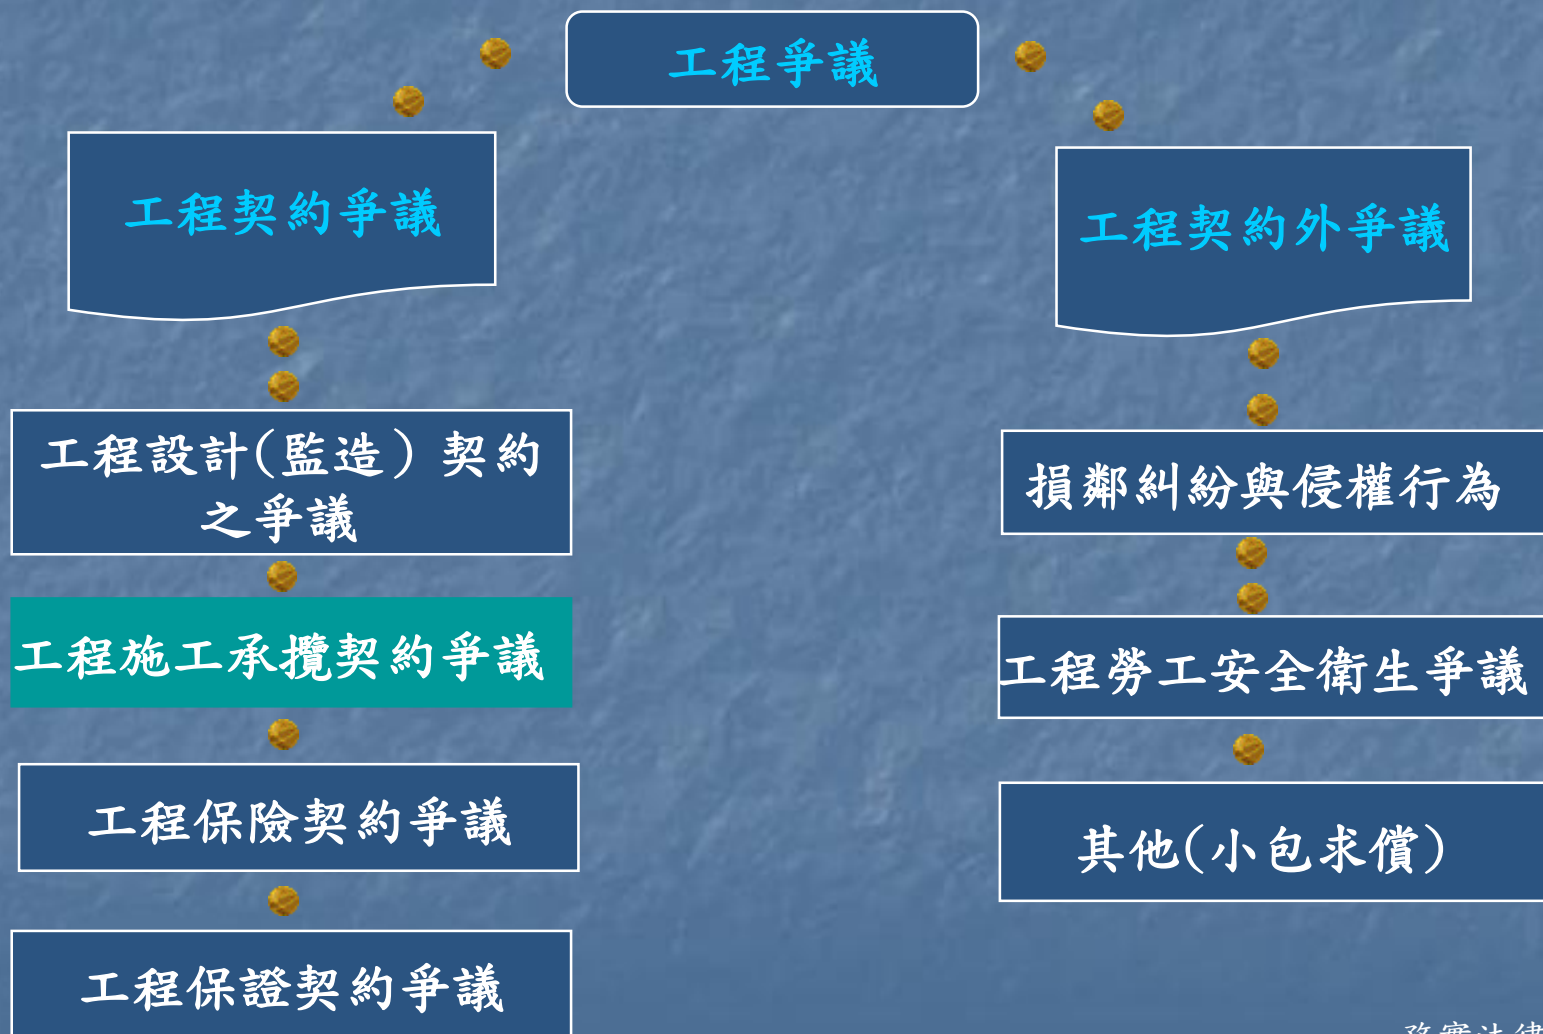 工程爭議
工程契約爭議
工程設計(監造) 契約
之爭議
工程施工承攬契約爭議
工程保險契約爭議
工程保證契約爭議
工程契約外爭議
損鄰糾紛與侵權行為
工程勞工安全衛生爭議
其他(小包求償)